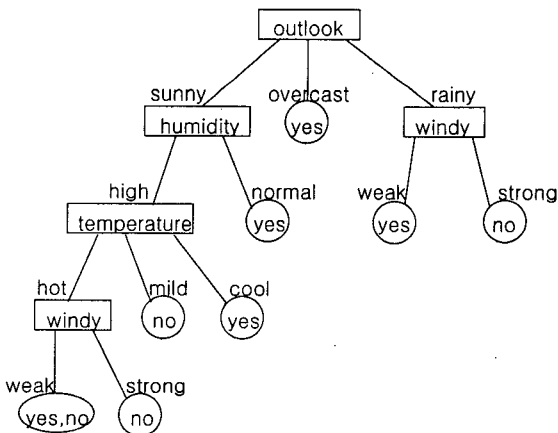 outlook
sunny overcast rainy
humidity yes windy
high normal weak strong
temperature yes yes no
hot mild cool
windy no yes
weak strong
yes,no no